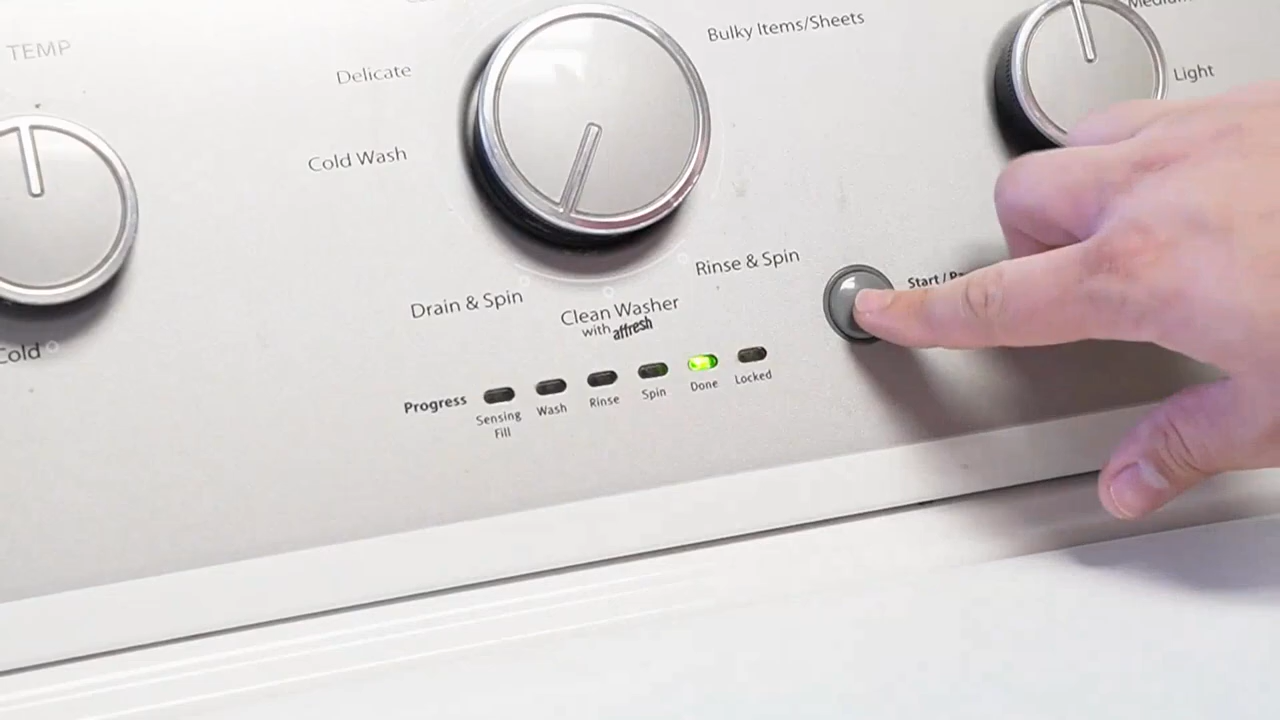 TEMP
Bulky Items/Sheets
Delicate
Light
Cold Wash
Rinse & Spin
Start /
Drain & Spin
Clean Washer
with affresh
Cold
Progress
Sensing
Fill
Wash
Rinse
Spin
Done
Locked